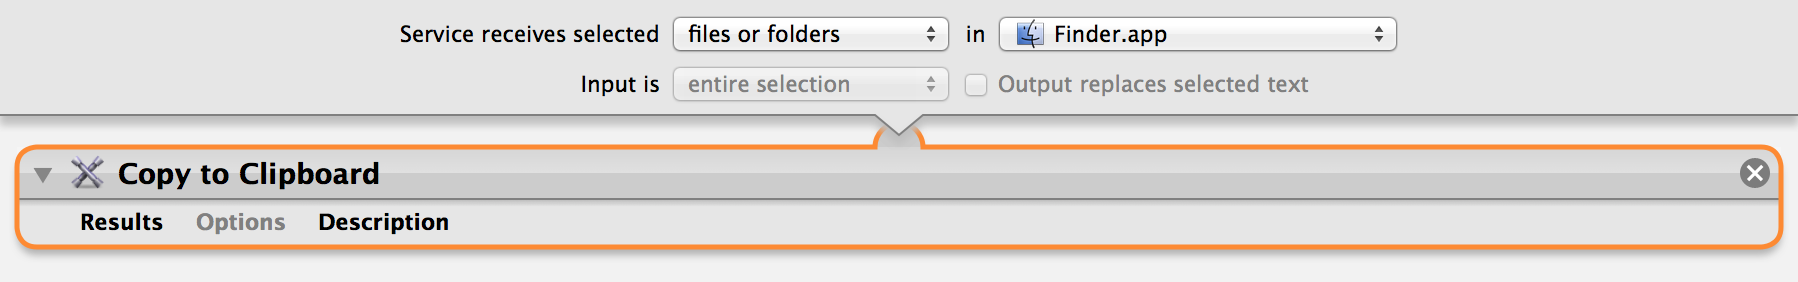 Service receives selected files or folders in Finder.app
Input is entire selection Output replaces selected text
Copy to Clipboard
Results Options Description